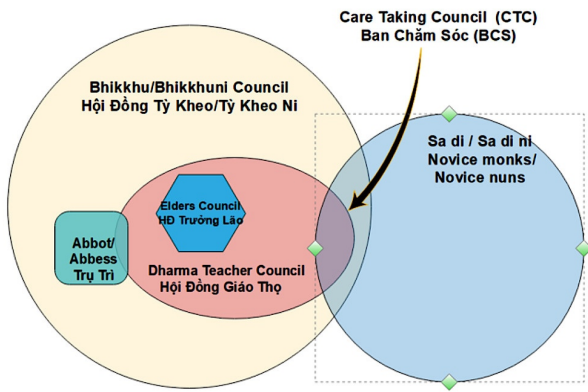 Care Taking Council (CTC)
Ban Chăm Sóc (BCS)
Bhikkhu/Bhikkhuni Council
Hội Đồng Tỳ Kheo/Tỳ Kheo Ni
Sa di / Sa di ni
Novice monks/
Novice nuns
Elders Council
HĐ Trưởng Lão
Abbot/
Abbess
Trụ Trì
Dharma Teacher Council
Hội Đồng Giáo Thọ